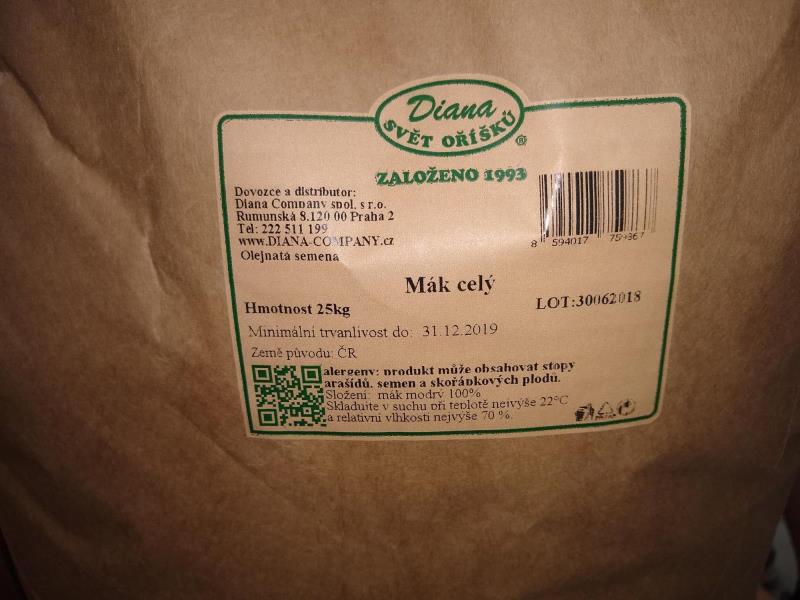 Diana
SVĚT OŘÍŠKŮ ®
ZALOŽENO 1993
Dovozce a distributor:
Diana Company spol. s r.o.
Rumunská 8.120 00 Praha 2
Tel: 222 511 199
www.DIANA-COMPANY.cz
Olejnatá semena
8 594017 759367
Mák celý
Hmotnost 25kg
LOT:30062018
Minimální trvanlivost do: 31.12.2019
Země původu: ČR
alergeny: produkt může obsahovat stopy
arašídů, semen a skořápkových plodů.
Složení: mák modrý 100%
Skladujte v suchu při teplotě nejvýše 22°C
a relativní vlhkosti nejvýše 70 %.